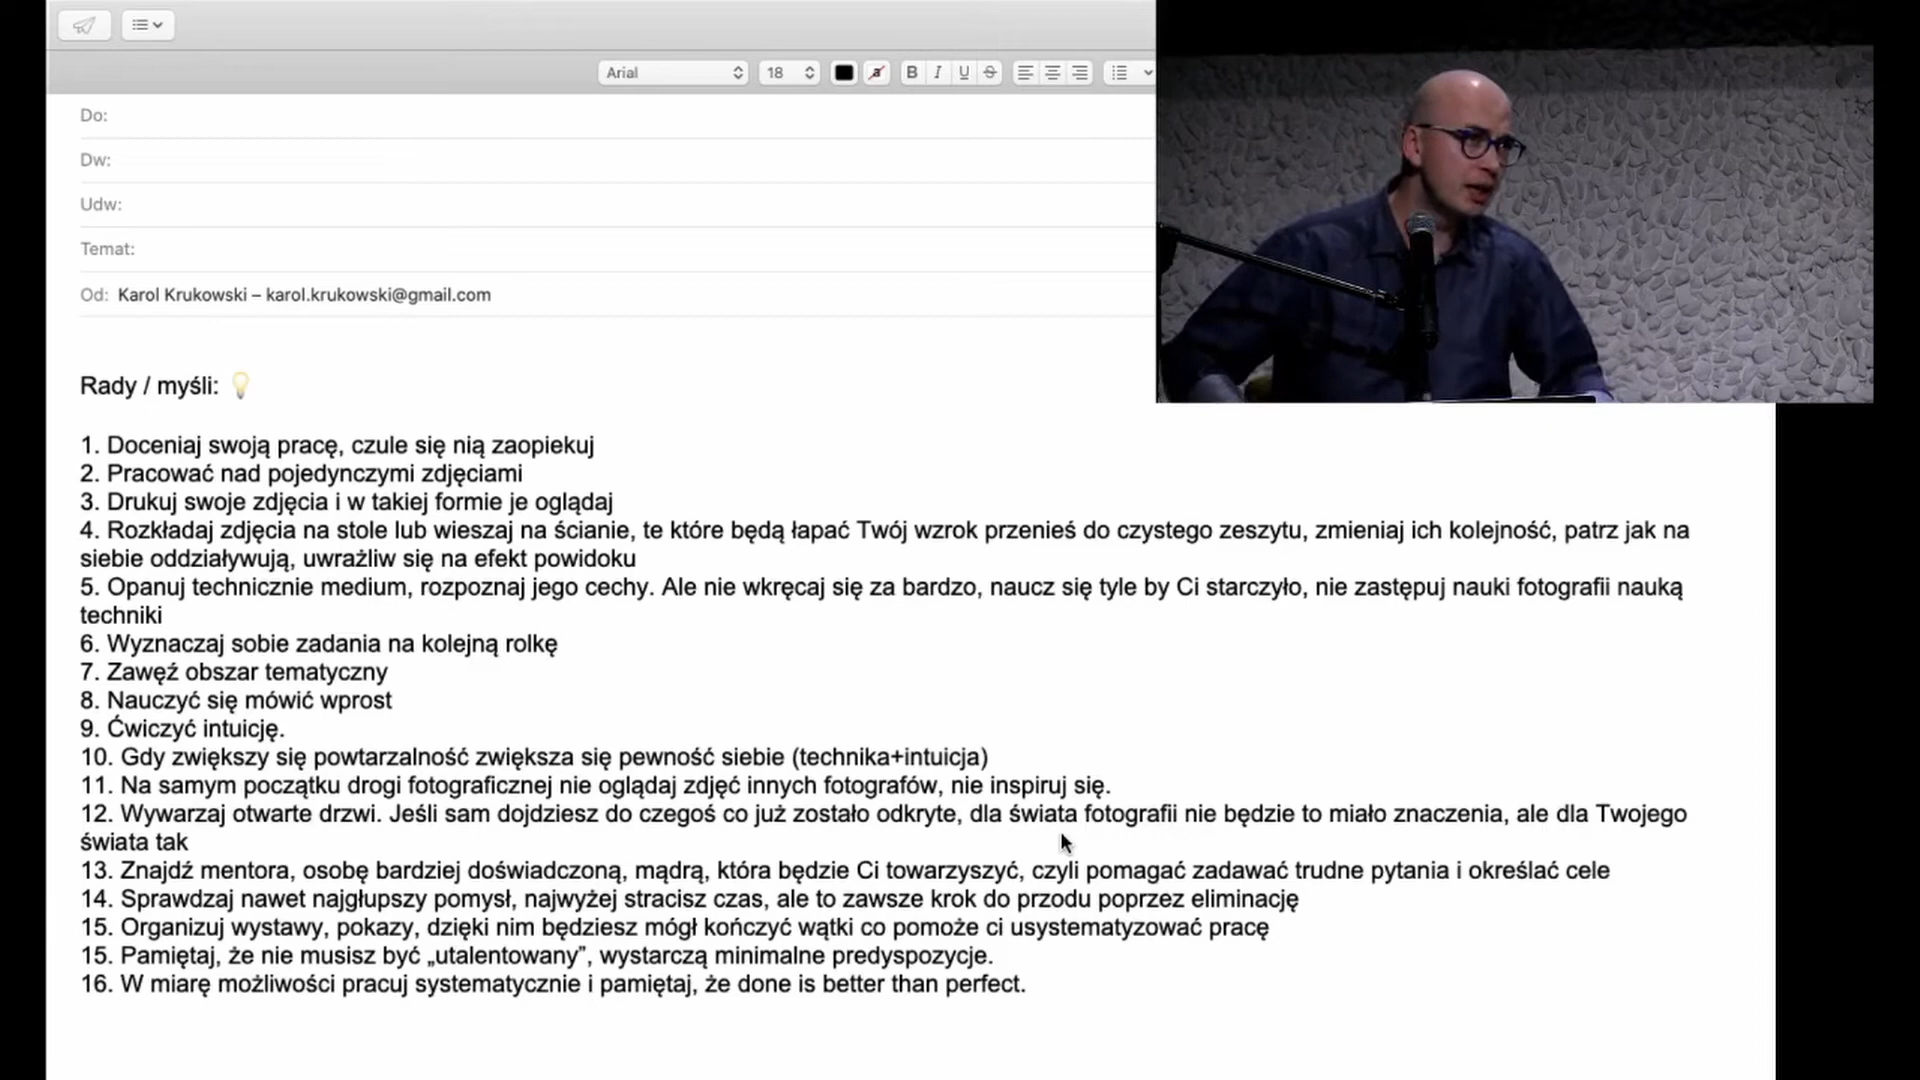 Arial 18 a B I U S
Do:
Dw:
Udw:
Temat:
Od: Karol Krukowski – karol.krukowski@gmail.com
Rady / myśli: 💡
1. Doceniaj swoją pracę, czule się nią zaopiekuj
2. Pracować nad pojedynczymi zdjęciami
3. Drukuj swoje zdjęcia i w takiej formie je oglądaj
4. Rozkładaj zdjęcia na stole lub wieszaj na ścianie, te które będą łapać Twój wzrok przenieś do czystego zeszytu, zmieniaj ich kolejność, patrz jak na
siebie oddziaływują, uwrażliw się na efekt powidoku
5. Opanuj technicznie medium, rozpoznaj jego cechy. Ale nie wkręcaj się za bardzo, naucz się tyle by Ci starczyło, nie zastępuj nauki fotografii nauką
techniki
6. Wyznaczaj sobie zadania na kolejną rolkę
7. Zawęź obszar tematyczny
8. Nauczyć się mówić wprost
9. Ćwiczyć intuicję.
10. Gdy zwiększy się powtarzalność zwiększa się pewność siebie (technika+intuicja)
11. Na samym początku drogi fotograficznej nie oglądaj zdjęć innych fotografów, nie inspiruj się.
12. Wywarzaj otwarte drzwi. Jeśli sam dojdziesz do czegoś co już zostało odkryte, dla świata fotografii nie będzie to miało znaczenia, ale dla Twojego
świata tak
13. Znajdź mentora, osobę bardziej doświadczoną, mądrą, która będzie Ci towarzyszyć, czyli pomagać zadawać trudne pytania i określać cele
14. Sprawdzaj nawet najgłupszy pomysł, najwyżej stracisz czas, ale to zawsze krok do przodu poprzez eliminację
15. Organizuj wystawy, pokazy, dzięki nim będziesz mógł kończyć wątki co pomoże ci usystematyzować pracę
15. Pamiętaj, że nie musisz być „utalentowany”, wystarczą minimalne predyspozycje.
16. W miarę możliwości pracuj systematycznie i pamiętaj, że done is better than perfect.